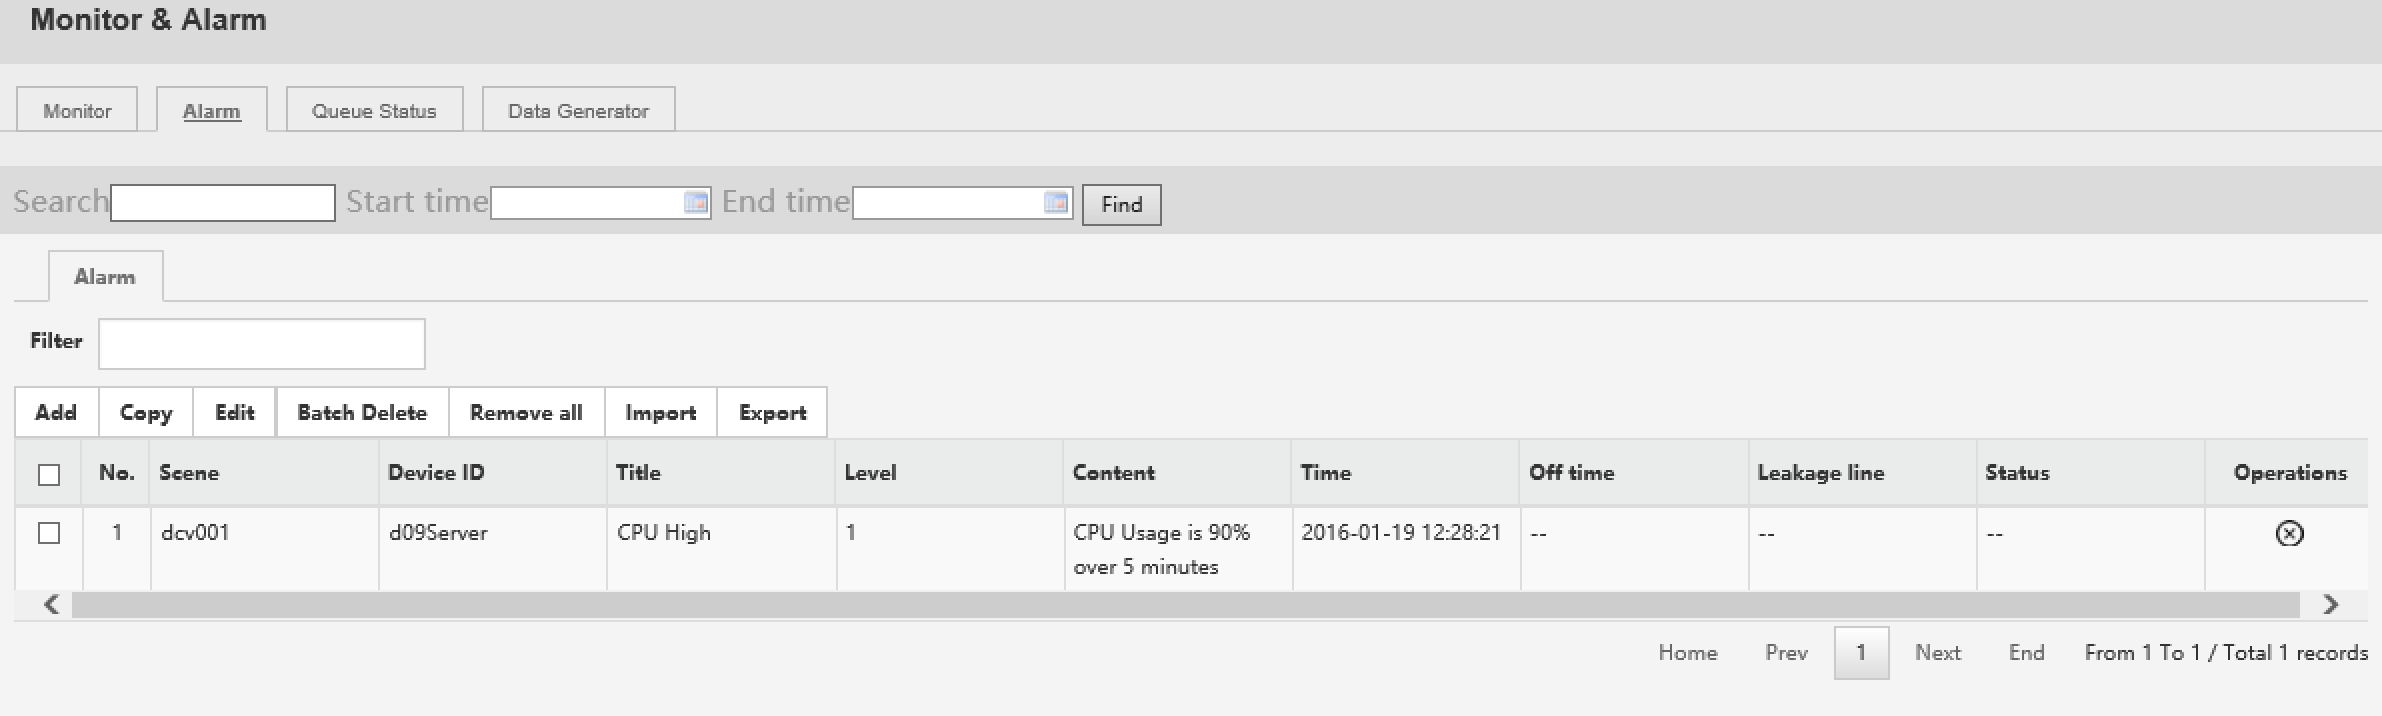 Monitor & Alarm
Monitor Alarm Queue Status Data Generator
Search Start time End time Find
Alarm
Filter
Add Copy Edit Batch Delete Remove all Import Export
No. Scene Device ID Title Level Content Time Off time Leakage line Status Operations
1 dcv001 d09Server CPU High 1 CPU Usage is 90% 2016-01-19 12:28:21 -- -- --
over 5 minutes
Home Prev 1 Next End From 1 To 1 / Total 1 records